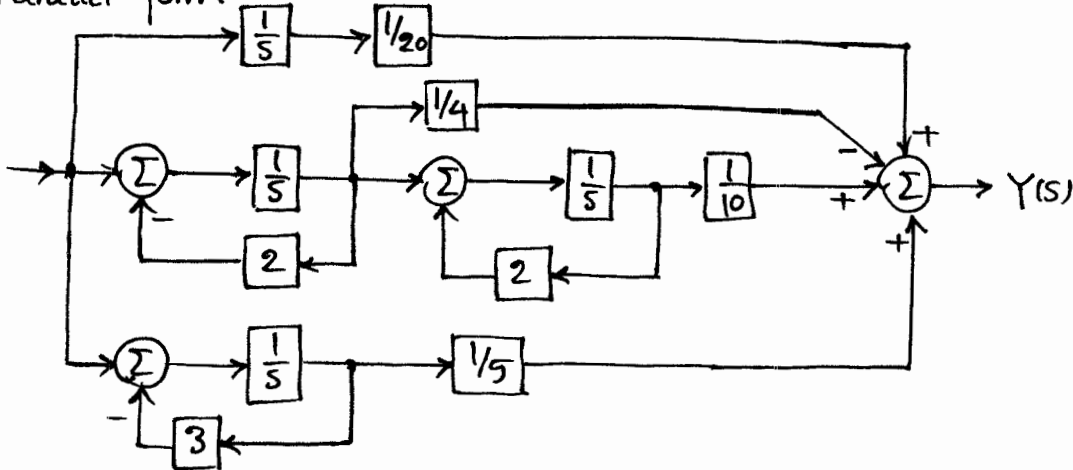 Parallel form
1/S 1/20
1/4 +
-
Σ 1/S Σ 1/S 1/10 + Σ Y(S)
- +
2 2
Σ 1/S 1/5
-
3